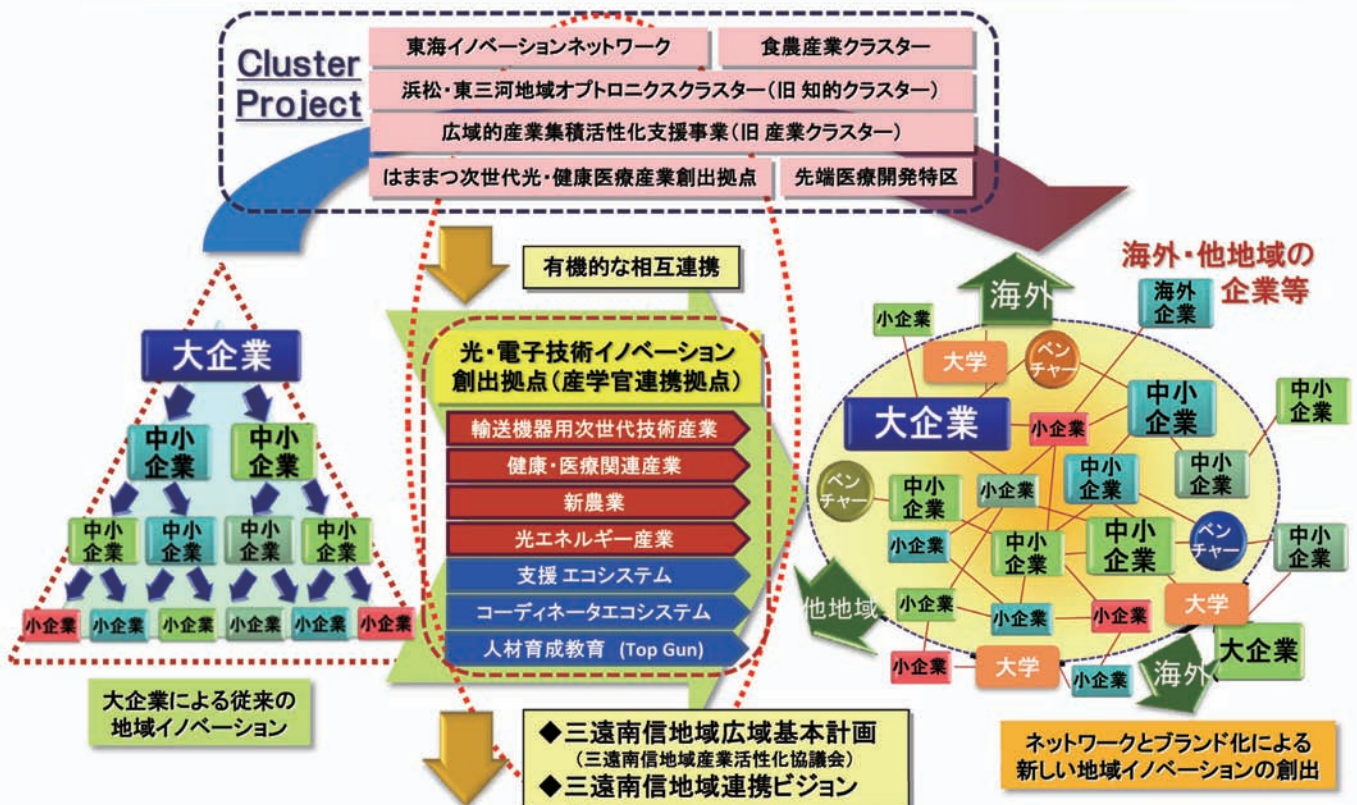 Cluster
Project
東海イノベーションネットワーク
食農産業クラスター
浜松・東三河地域オプトロニクスクラスター(旧 知的クラスター)
広域的産業集積活性化支援事業(旧 産業クラスター)
はままつ次世代光・健康医療産業創出拠点
先端医療開発特区
大企業
中小
企業
中小
企業
中小
企業
中小
企業
中小
企業
中小
企業
小企業
小企業
小企業
小企業
小企業
小企業
大企業による従来の
地域イノベーション
有機的な相互連携
光・電子技術イノベーション
創出拠点(産学官連携拠点)
輸送機器用次世代技術産業
健康・医療関連産業
新農業
光エネルギー産業
支援 エコシステム
コーディネータエコシステム
人材育成教育 (Top Gun)
◆三遠南信地域広域基本計画
(三遠南信地域産業活性化協議会)
◆三遠南信地域連携ビジョン
海外・他地域の
企業等
海外
海外
企業
小企業
大学
ベン
チャー
中小
企業
中小
企業
大企業
小企業
中小
企業
中小
企業
ベン
チャー
中小
企業
小企業
小企業
中小
企業
中小
企業
ベン
チャー
中小
企業
他地域
小企業
小企業
小企業
大学
大企業
小企業
大学
小企業
海外
ネットワークとブランド化による
新しい地域イノベーションの創出